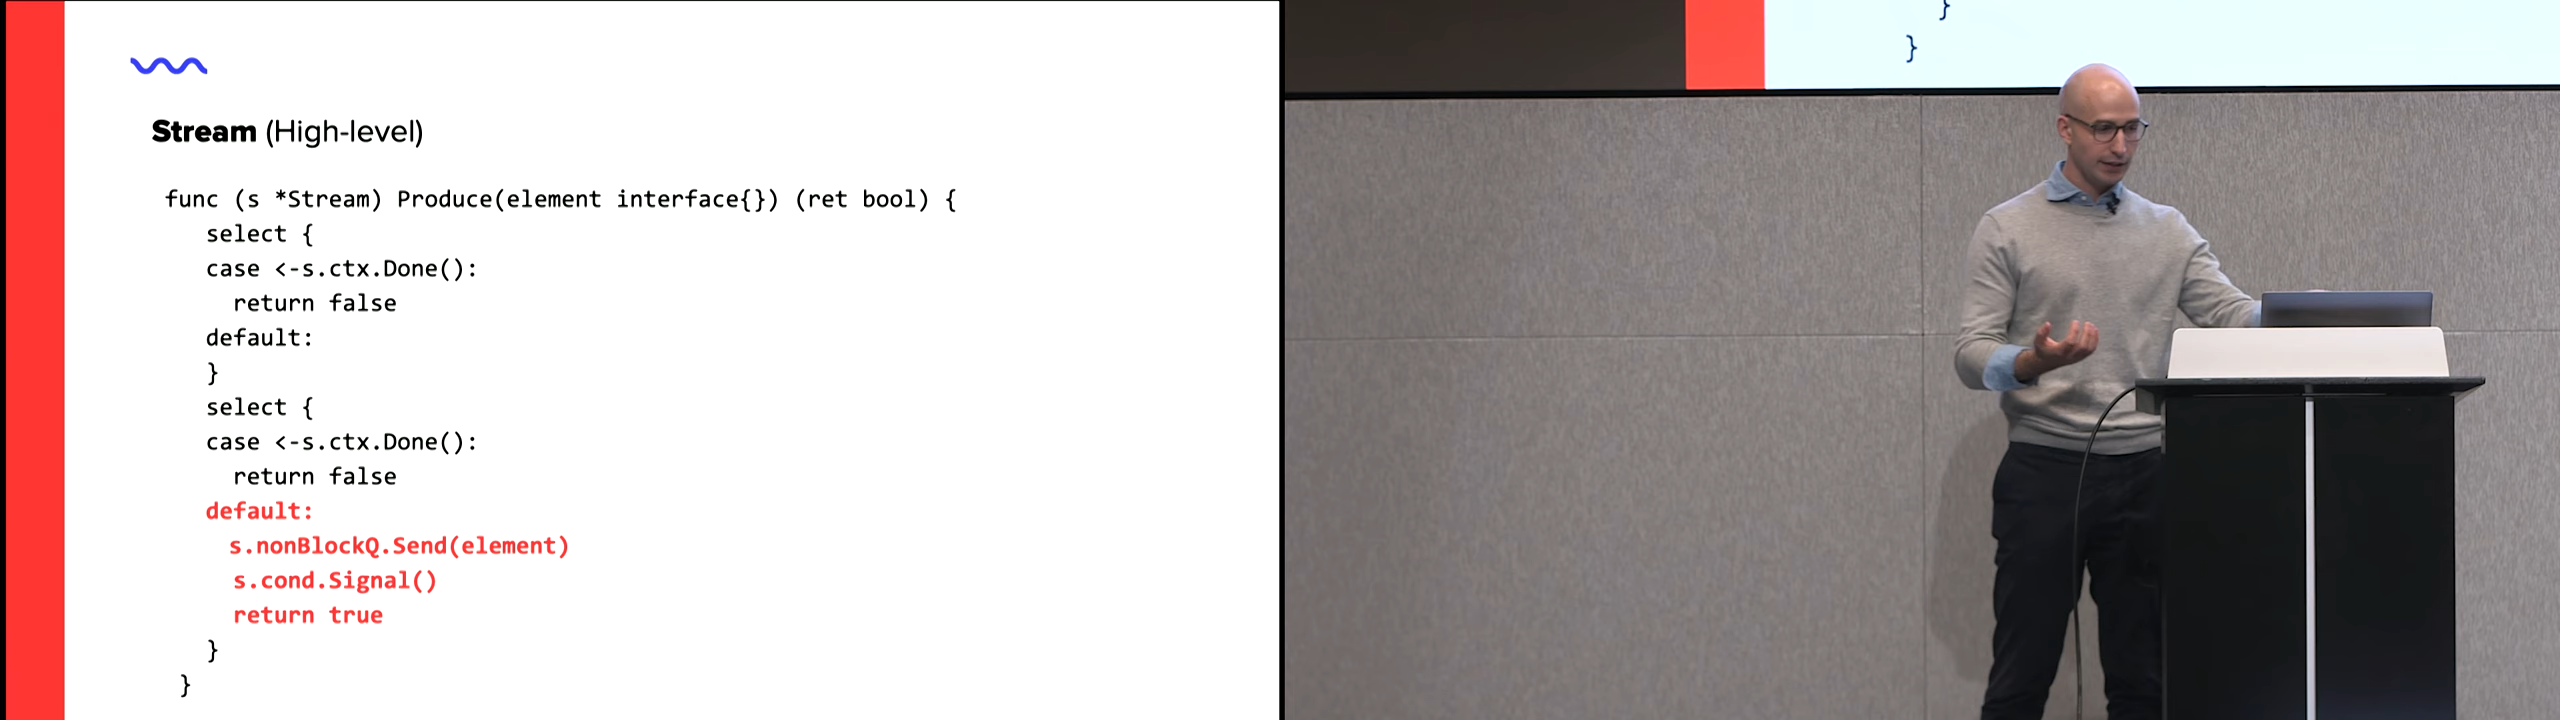 Stream (High-level)
func (s *Stream) Produce(element interface{}) (ret bool) {
select {
case <-s.ctx.Done():
return false
default:
}
select {
case <-s.ctx.Done():
return false
default:
s.nonBlockQ.Send(element)
s.cond.Signal()
return true
}
}
}
}